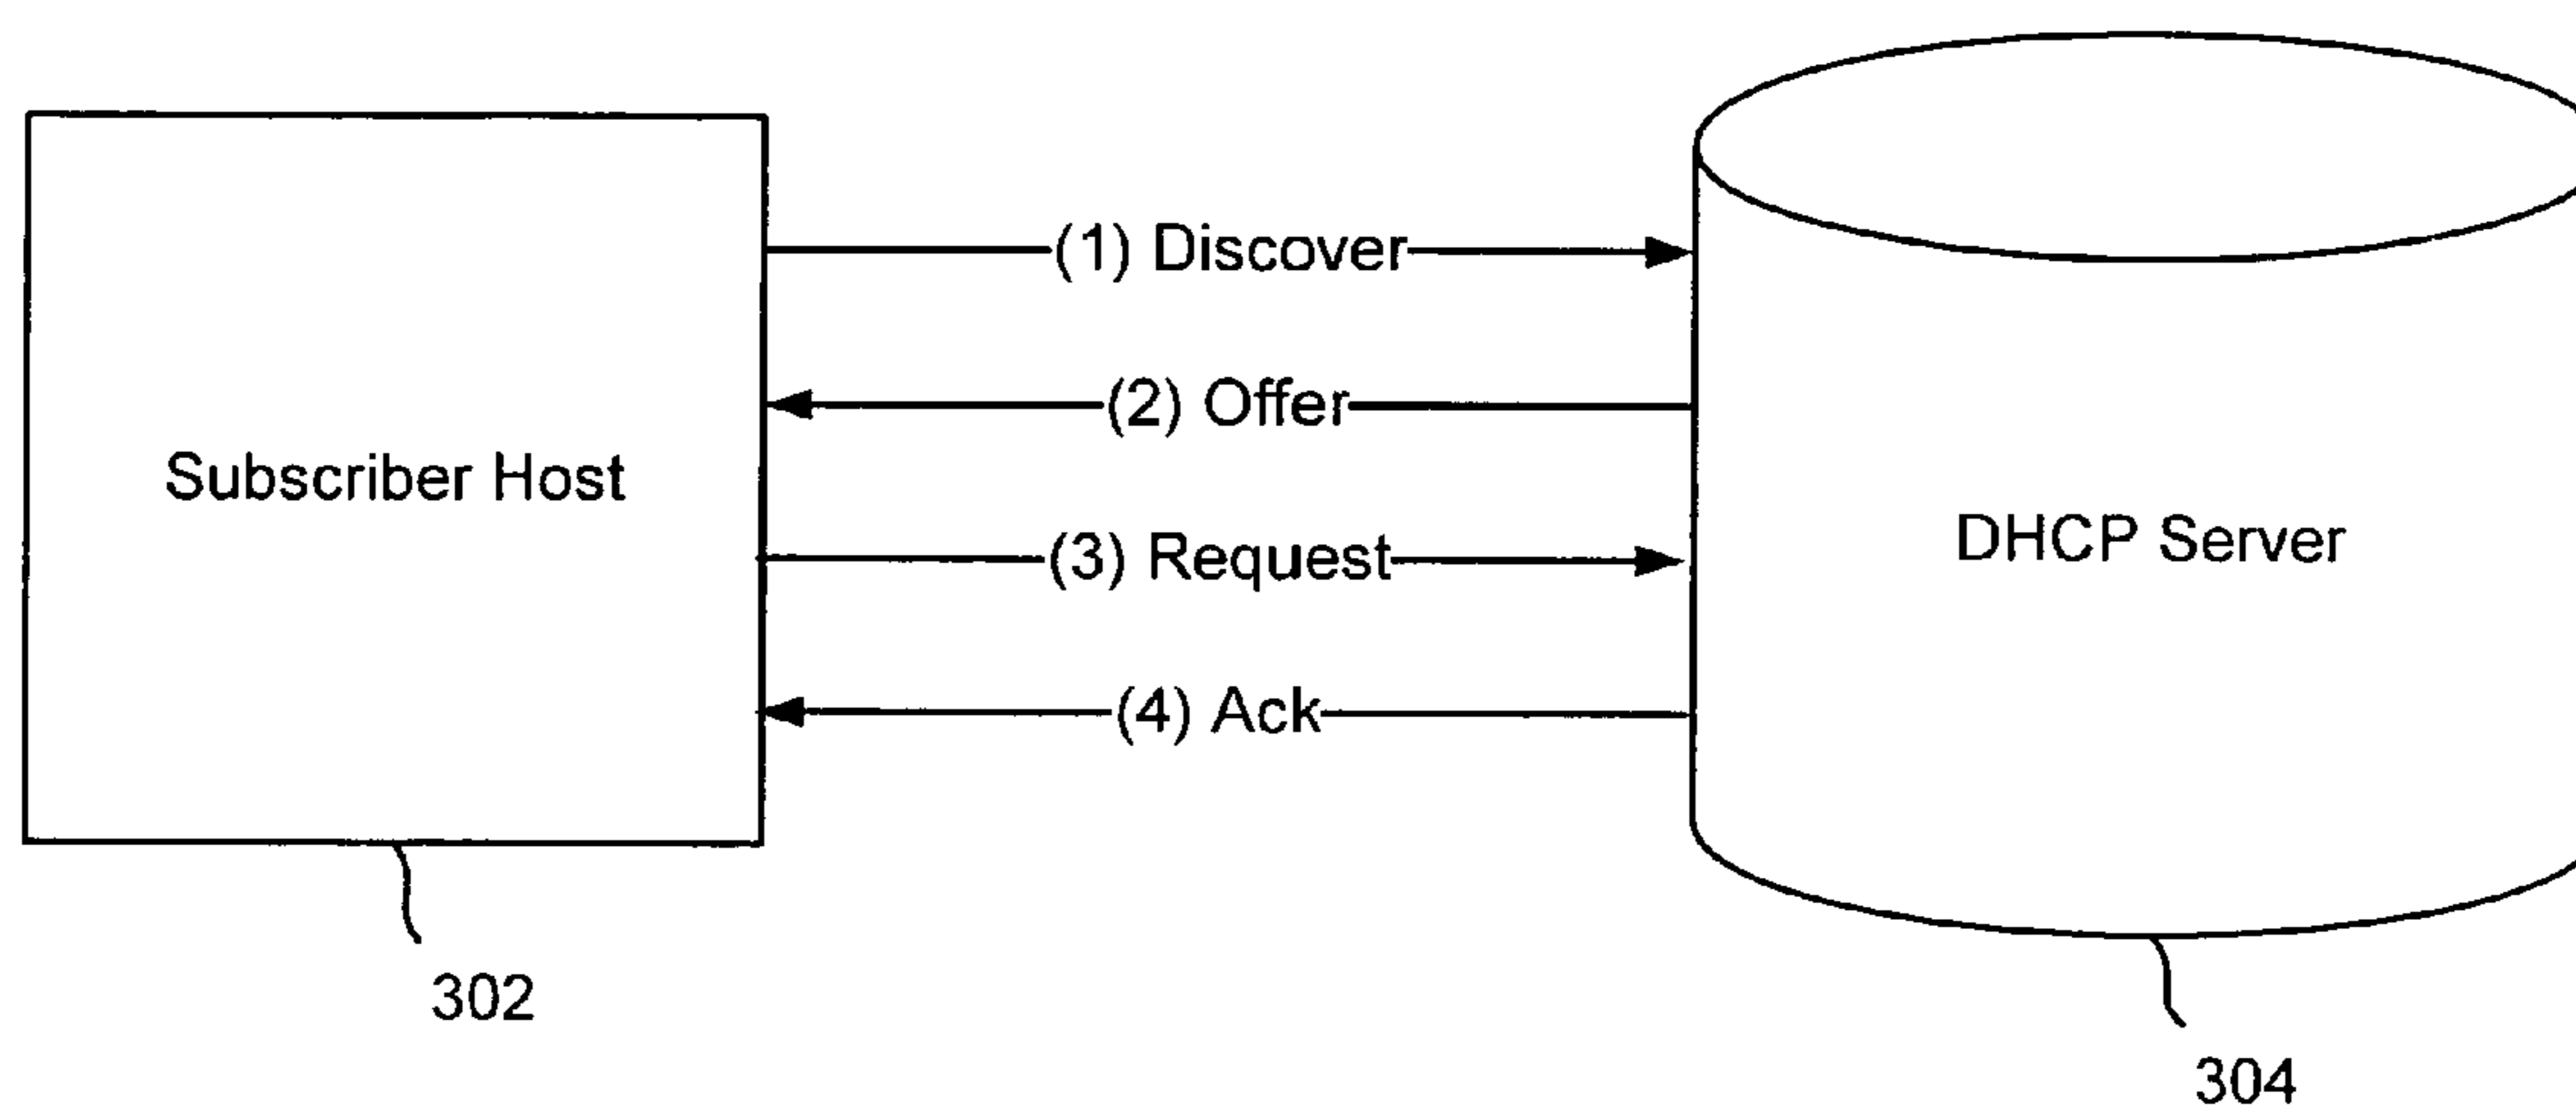 (1) Discover
(2) Offer
Subscriber Host
(3) Request
DHCP Server
(4) Ack
302
304